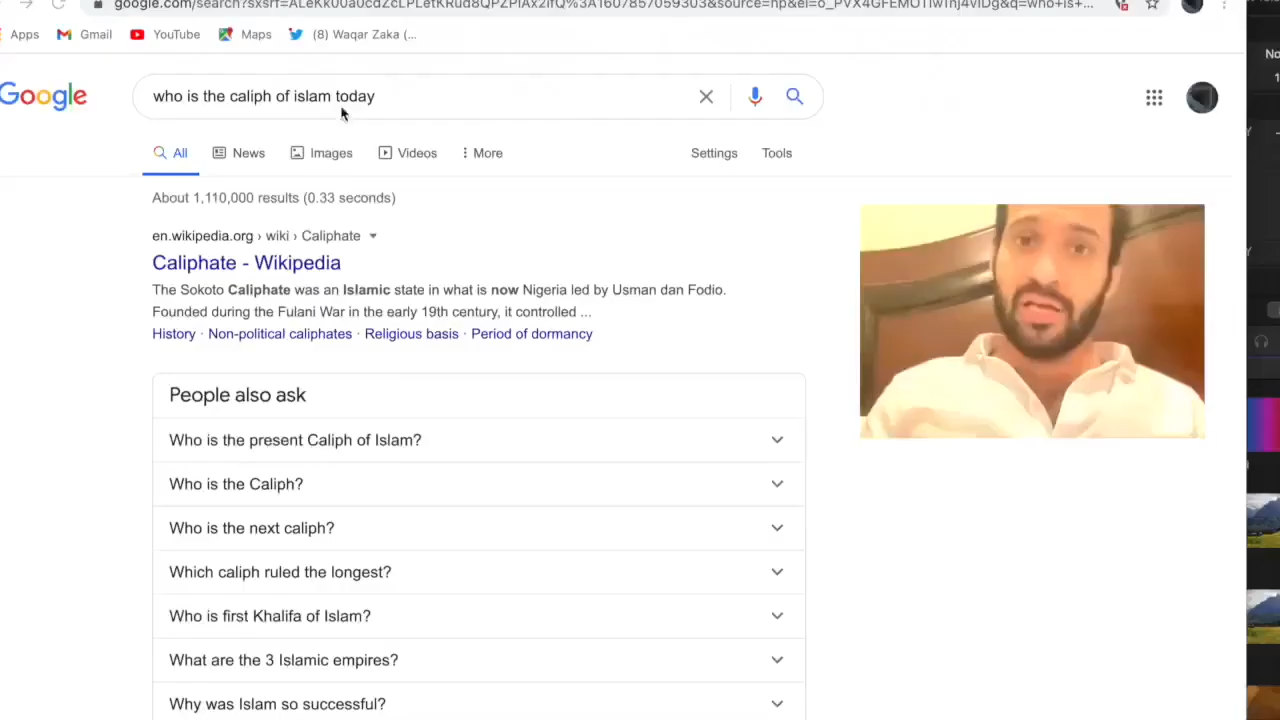 Apps
Gmail
YouTube
Maps
(8) Waqar Zaka (...
No
Google
who is the caliph of islam today
All
News
Images
Videos
More
Settings
Tools
About 1,110,000 results (0.33 seconds)
en.wikipedia.org › wiki › Caliphate
Caliphate - Wikipedia
The Sokoto Caliphate was an Islamic state in what is now Nigeria led by Usman dan Fodio.
Founded during the Fulani War in the early 19th century, it controlled ...
History · Non-political caliphates · Religious basis · Period of dormancy
People also ask
Who is the present Caliph of Islam?
Who is the Caliph?
Who is the next caliph?
Which caliph ruled the longest?
Who is first Khalifa of Islam?
What are the 3 Islamic empires?
Why was Islam so successful?